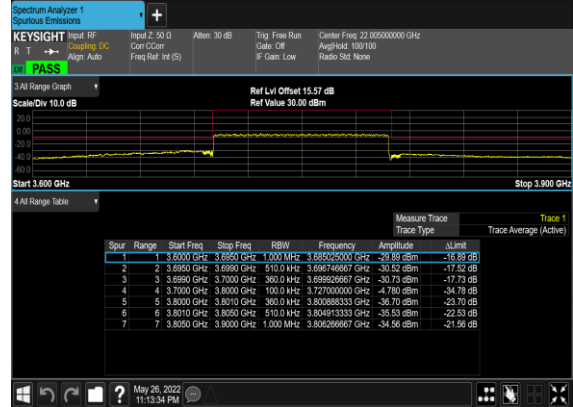 Spectrum Analyzer 1
Spurious Emissions
KEYSIGHT Input: RF Input Z: 50 Ω Atten: 30 dB Trig: Free Run Center Freq: 22.005000000 GHz
R T Coupling: DC Corr CCorr Gate: Off Avg|Hold: 100/100
Align: Auto Freq Ref: Int (S) IF Gain: Low Radio Std: None
PASS
3 All Range Graph
Ref Lvl Offset 15.57 dB
Scale/Div 10.0 dB Ref Value 30.00 dBm
20.0
0.00
-20.0
-40.0
-60.0
Start 3.600 GHz Stop 3.900 GHz
4 All Range Table
Measure Trace Trace 1
Trace Type Trace Average (Active)
Spur Range Start Freq Stop Freq RBW Frequency Amplitude ΔLimit
1 1 3.6000 GHz 3.6950 GHz 1.000 MHz 3.685025000 GHz -29.89 dBm -16.89 dB
2 2 3.6950 GHz 3.6990 GHz 510.0 kHz 3.696746667 GHz -30.52 dBm -17.52 dB
3 3 3.6990 GHz 3.7000 GHz 360.0 kHz 3.699926667 GHz -30.73 dBm -17.73 dB
4 4 3.7000 GHz 3.8000 GHz 100.0 kHz 3.727000000 GHz -4.780 dBm -34.78 dB
5 5 3.8000 GHz 3.8010 GHz 360.0 kHz 3.800888333 GHz -36.70 dBm -23.70 dB
6 6 3.8010 GHz 3.8050 GHz 510.0 kHz 3.804913333 GHz -35.53 dBm -22.53 dB
7 7 3.8050 GHz 3.9000 GHz 1.000 MHz 3.806266667 GHz -34.56 dBm -21.56 dB
? May 26, 2022
11:13:34 PM